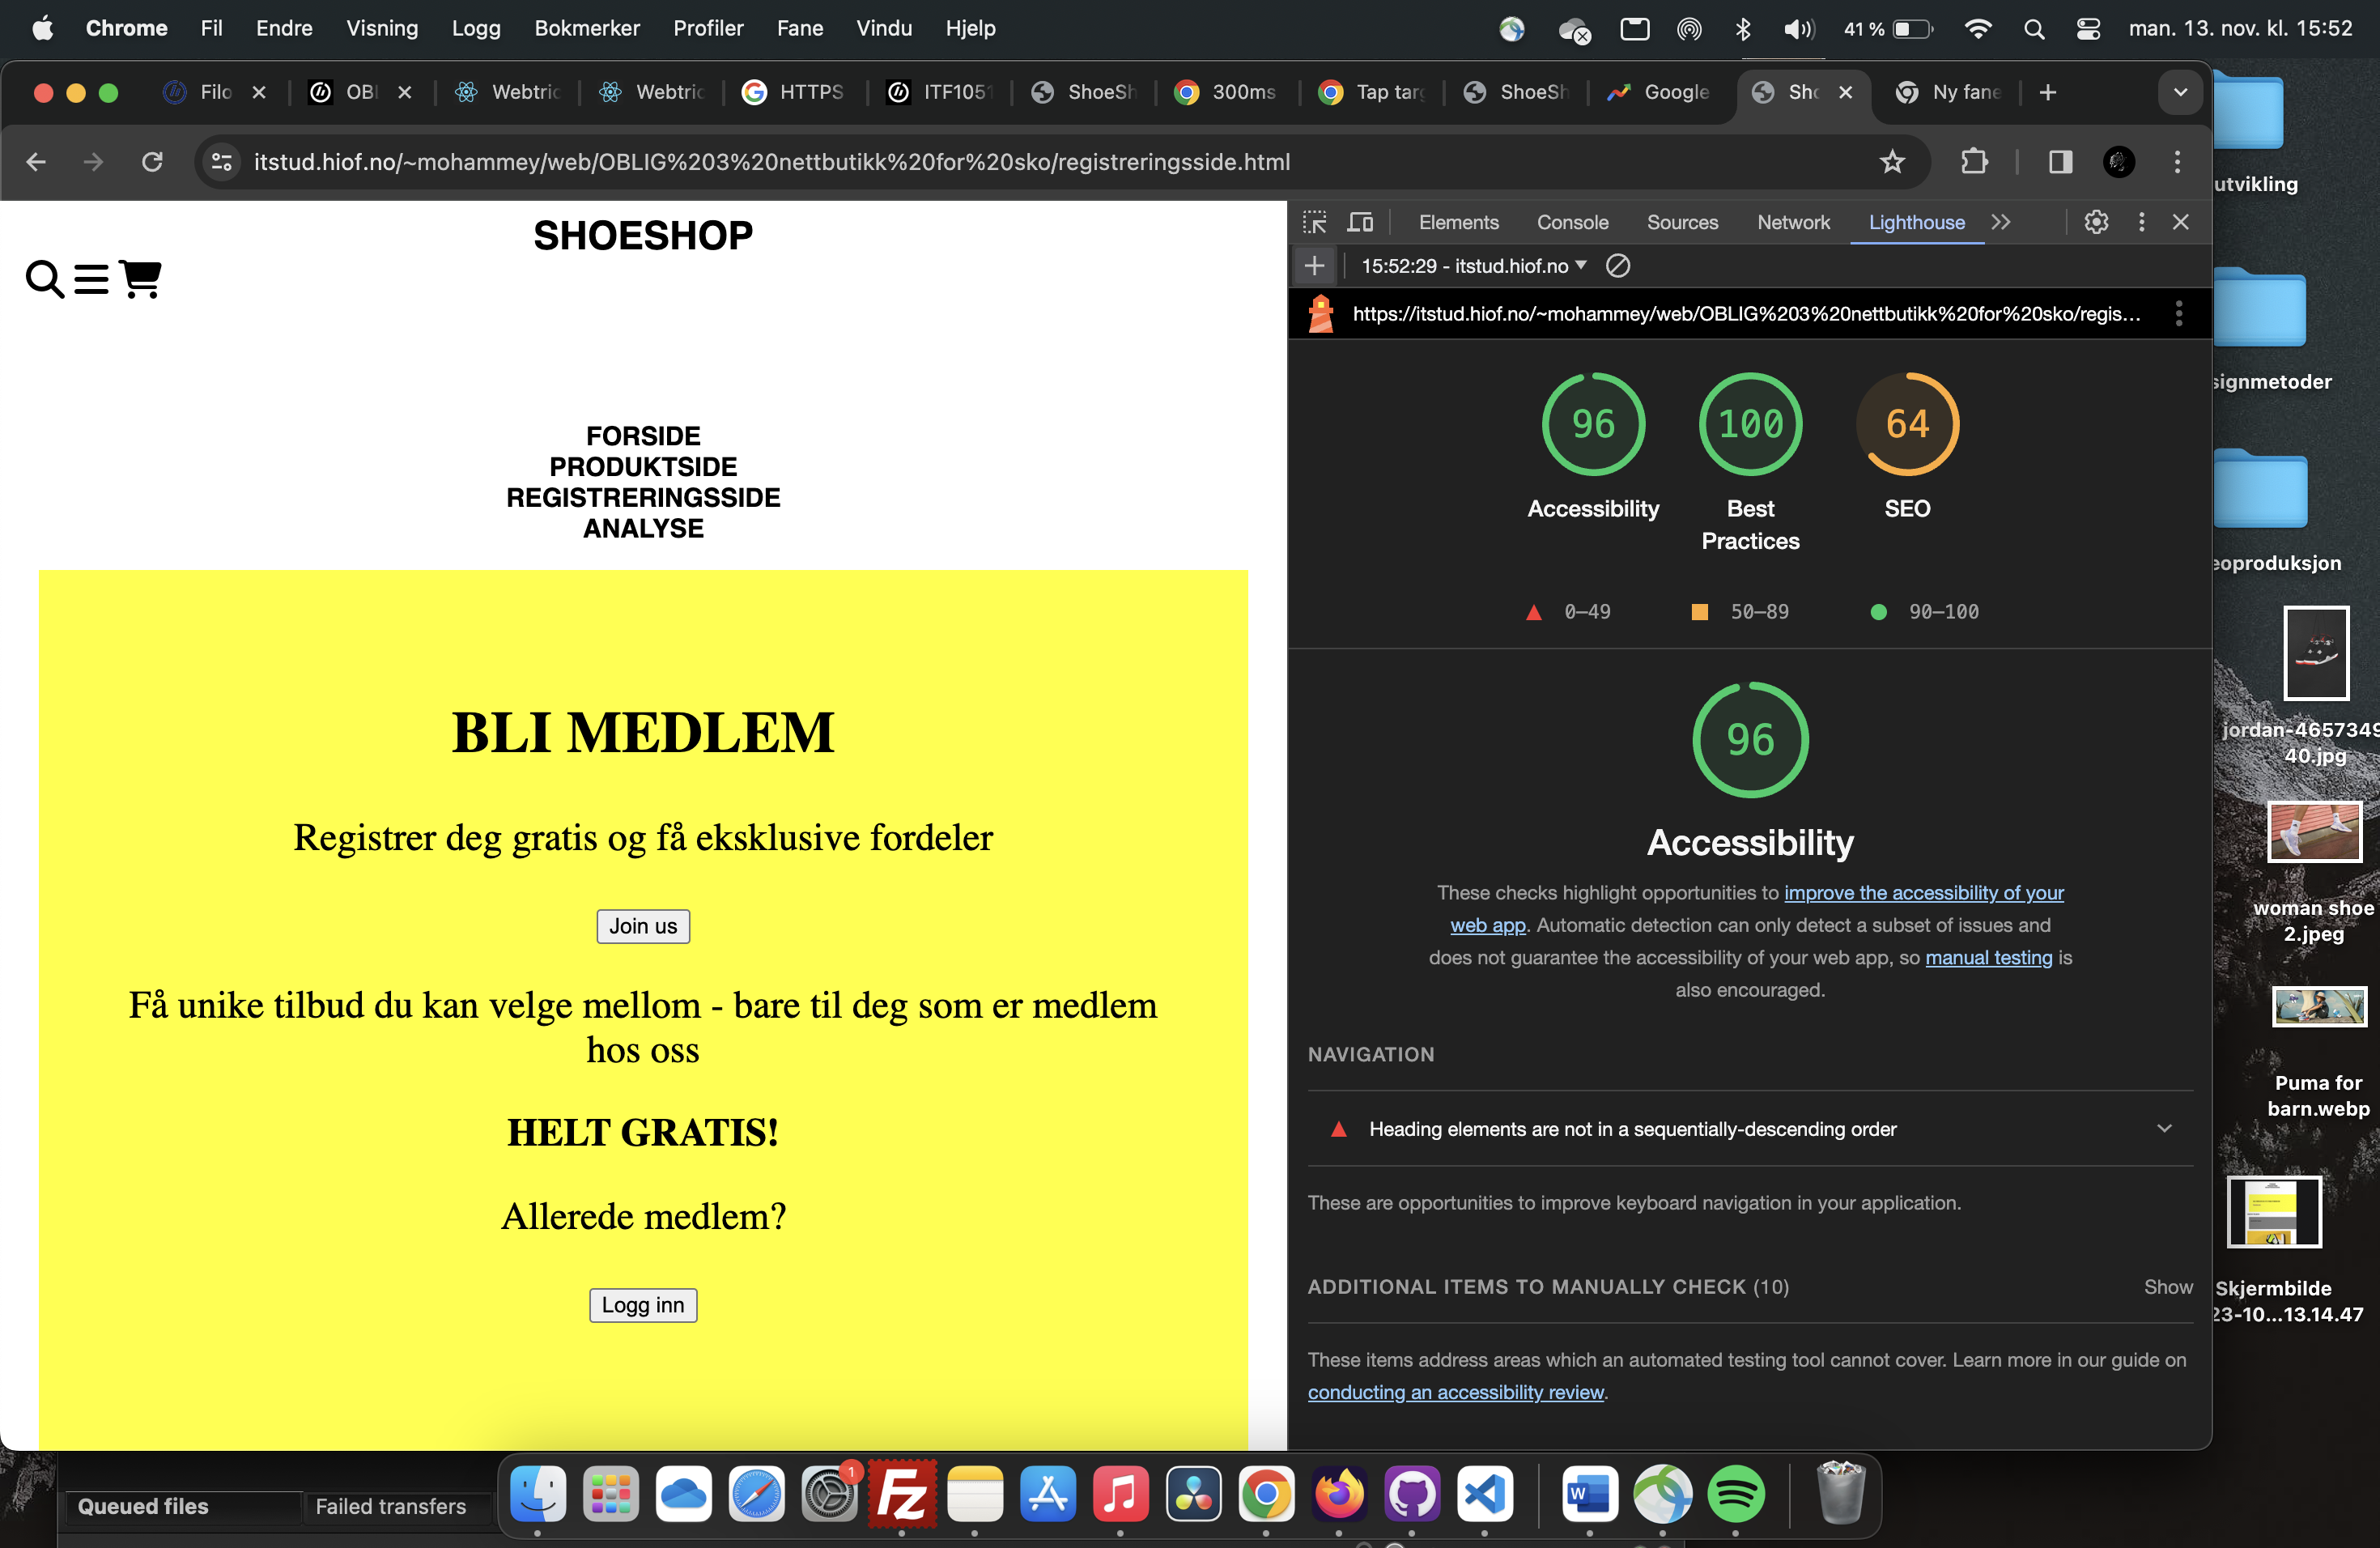 Chrome Fil Endre Visning Logg Bokmerker Profiler Fane Vindu Hjelp 41 % man. 13. nov. kl. 15:52
Filo OBL Webtric Webtric HTTPS ITF1051 ShoeSh 300ms Tap targ ShoeSh Google Sho Ny fane
itstud.hiof.no/~mohammey/web/OBLIG%203%20nettbutikk%20for%20sko/registreringsside.html
SHOESHOP
FORSIDE
PRODUKTSIDE
REGISTRERINGSSIDE
ANALYSE
BLI MEDLEM
Registrer deg gratis og få eksklusive fordeler
Join us
Få unike tilbud du kan velge mellom - bare til deg som er medlem
hos oss
HELT GRATIS!
Allerede medlem?
Logg inn
Elements Console Sources Network Lighthouse
15:52:29 - itstud.hiof.no
https://itstud.hiof.no/~mohammey/web/OBLIG%203%20nettbutikk%20for%20sko/regis...
96 100 64
Accessibility Best SEO
Practices
0–49 50–89 90–100
96
Accessibility
These checks highlight opportunities to improve the accessibility of your
web app. Automatic detection can only detect a subset of issues and
does not guarantee the accessibility of your web app, so manual testing is
also encouraged.
NAVIGATION
Heading elements are not in a sequentially-descending order
These are opportunities to improve keyboard navigation in your application.
ADDITIONAL ITEMS TO MANUALLY CHECK (10) Show
These items address areas which an automated testing tool cannot cover. Learn more in our guide on
conducting an accessibility review.
utvikling
signmetoder
eoproduksjon
jordan-4657349
40.jpg
woman shoe
2.jpeg
Puma for
barn.webp
Skjermbilde
23-10...13.14.47
Queued files Failed transfers
1
Fz
W